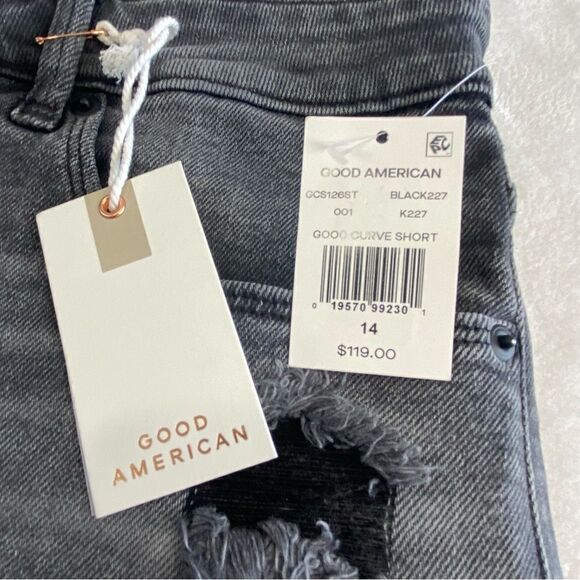 GOOD
AMERICAN
GOOD AMERICAN
GCS126ST BLACK227
001 K227
GOOD CURVE SHORT
0 19570 99230 1
14
$119.00